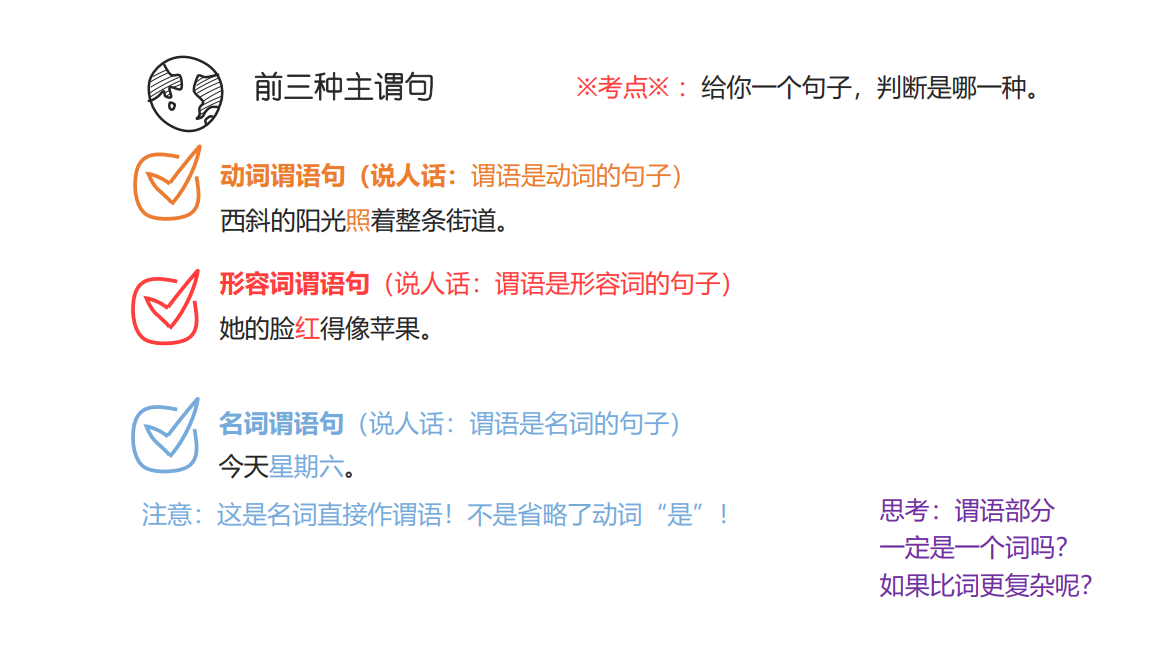 前三种主谓句
※考点※：给你一个句子，判断是哪一种。
动词谓语句（说人话：谓语是动词的句子）
西斜的阳光照着整条街道。
形容词谓语句（说人话：谓语是形容词的句子）
她的脸红得像苹果。
名词谓语句（说人话：谓语是名词的句子）
今天星期六。
注意：这是名词直接作谓语！不是省略了动词“是”！
思考：谓语部分
一定是一个词吗？
如果比词更复杂呢？